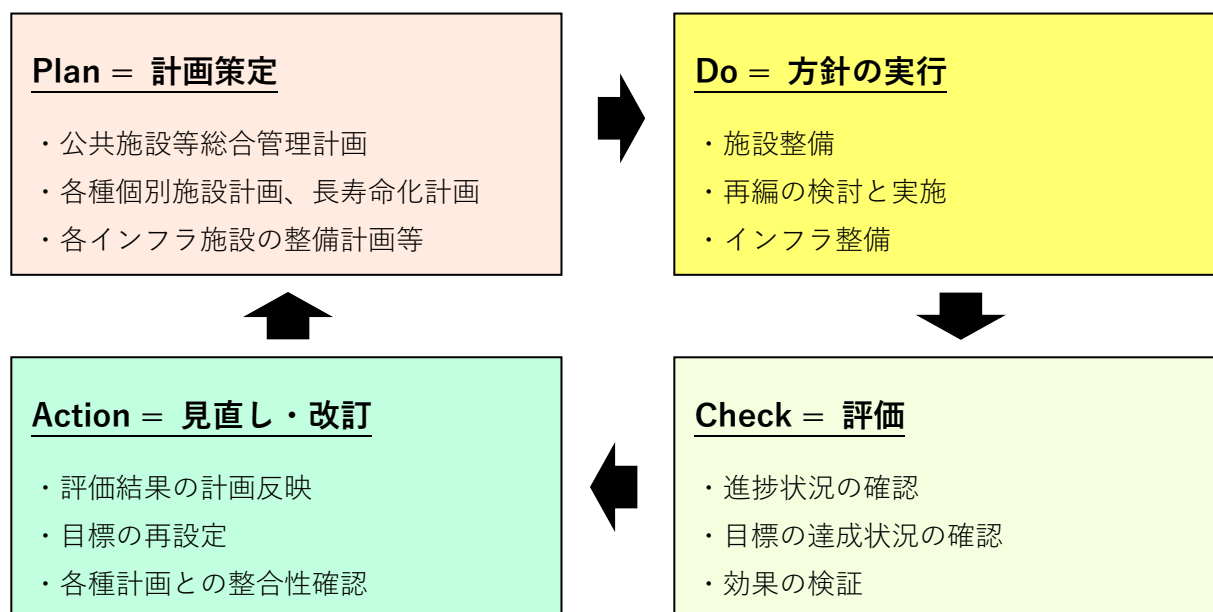 Plan = 計画策定
・公共施設等総合管理計画
・各種個別施設計画、長寿命化計画
・各インフラ施設の整備計画等
Do = 方針の実行
・施設整備
・再編の検討と実施
・インフラ整備
Action = 見直し・改訂
・評価結果の計画反映
・目標の再設定
・各種計画との整合性確認
Check = 評価
・進捗状況の確認
・目標の達成状況の確認
・効果の検証